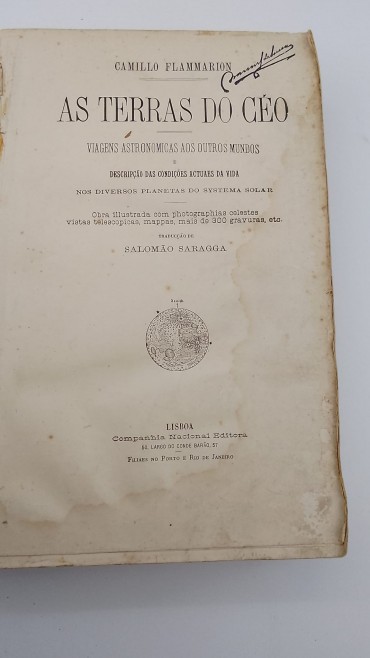 CAMILLO FLAMMARION
AS TERRAS DO CÉO
VIAGENS ASTRONOMICAS AOS OUTROS MUNDOS
E
DESCRIPÇÃO DAS CONDIÇÕES ACTUAES DA VIDA
NOS DIVERSOS PLANETAS DO SYSTEMA SOLAR
Obra illustrada com photographias celestes
vistas telescopicas, mappas, mais de 300 gravuras, etc.
TRADUCÇÃO DE
SALOMÃO SARAGGA
LISBOA
Companhia Nacional Editora
50, LARGO DO CONDE BARÃO, 57
FILIAES NO PORTO E RIO DE JANEIRO